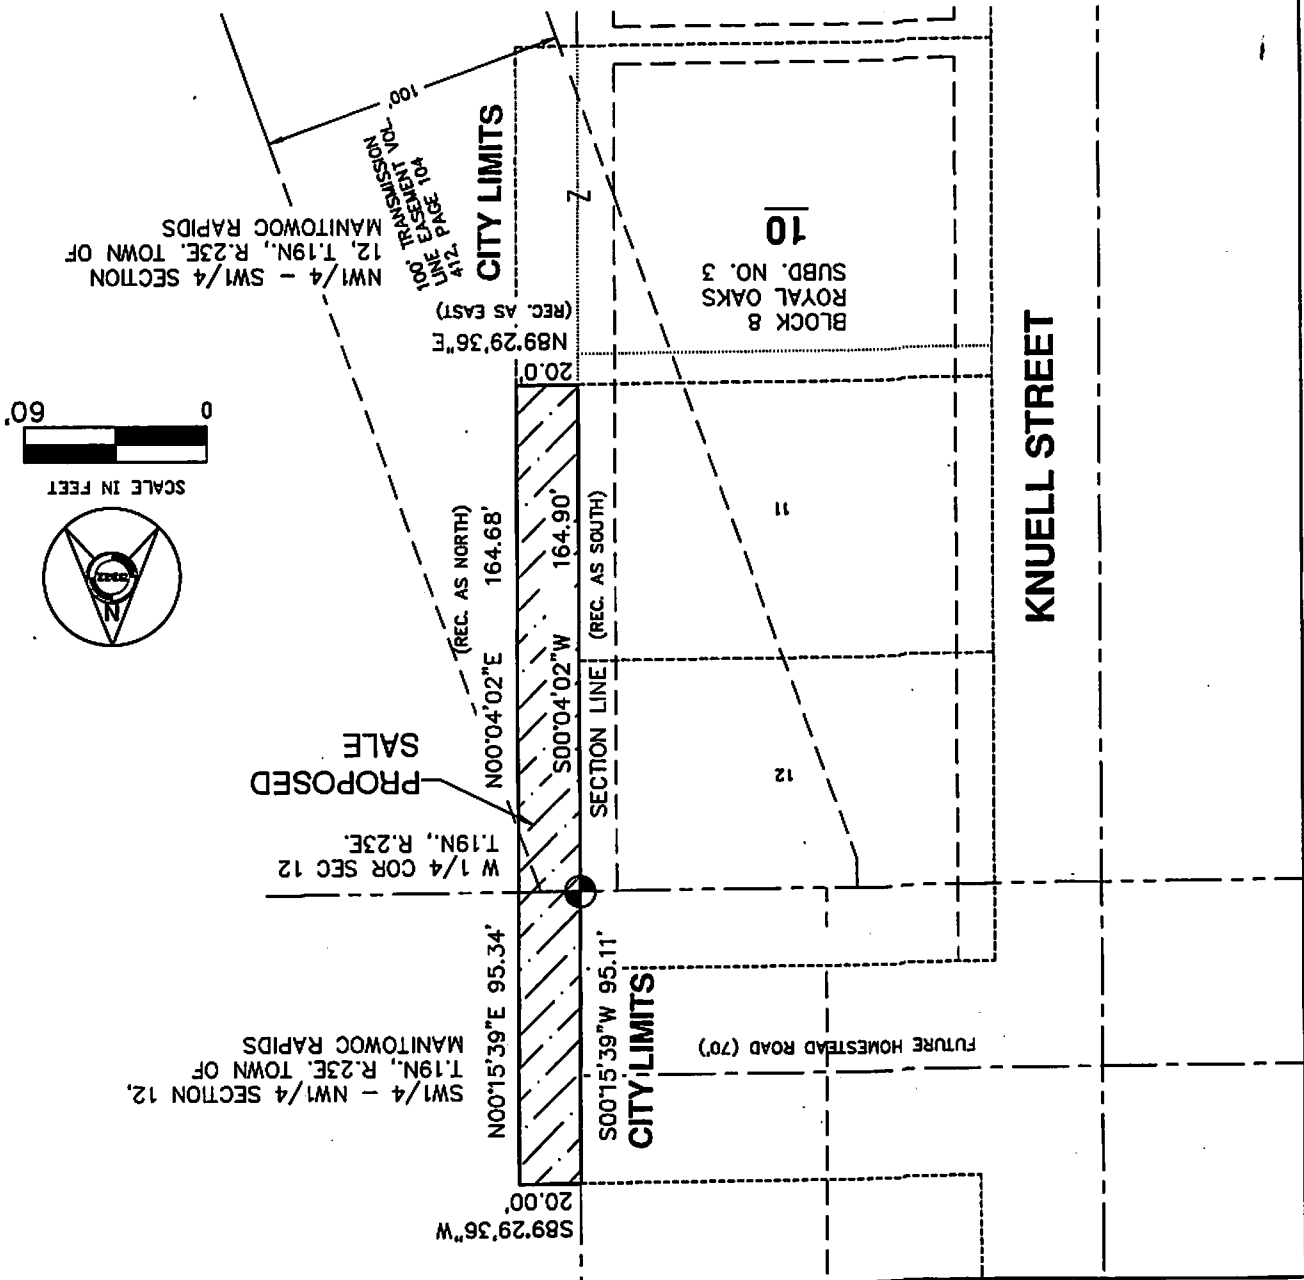 S89°29'36"W
20.00'
SW1/4 - NW1/4 SECTION 12,
T.19N., R.23E. TOWN OF
MANITOWOC RAPIDS
N00°15'39"E 95.34'
S00°15'39"W 95.11'
CITY LIMITS
FUTURE HOMESTEAD ROAD (70')
W 1/4 COR SEC 12
T.19N., R.23E.
PROPOSED
SALE
12
N00°04'02"E 164.68'
(REC. AS NORTH)
S00°04'02"W 164.90'
SECTION LINE (REC. AS SOUTH)
11
KNUELL STREET
N
SCALE IN FEET
0 60'
20.0'
N89°29'36"E
(REC. AS EAST)
BLOCK 8
ROYAL OAKS
SUBD. NO. 3
10
NW1/4 - SW1/4 SECTION
12, T.19N., R.23E. TOWN OF
MANITOWOC RAPIDS
CITY LIMITS
100' TRANSMISSION
LINE EASEMENT VOL.
412, PAGE 104
100'
Z